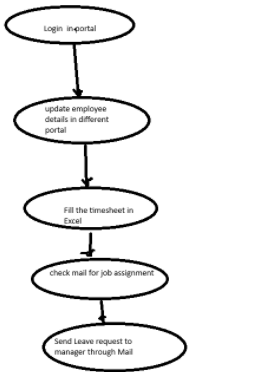 Login in portal
update employee
details in different
portal
Fill the timesheet in
Excel
check mail for job assignment
Send Leave request to
manager through Mail